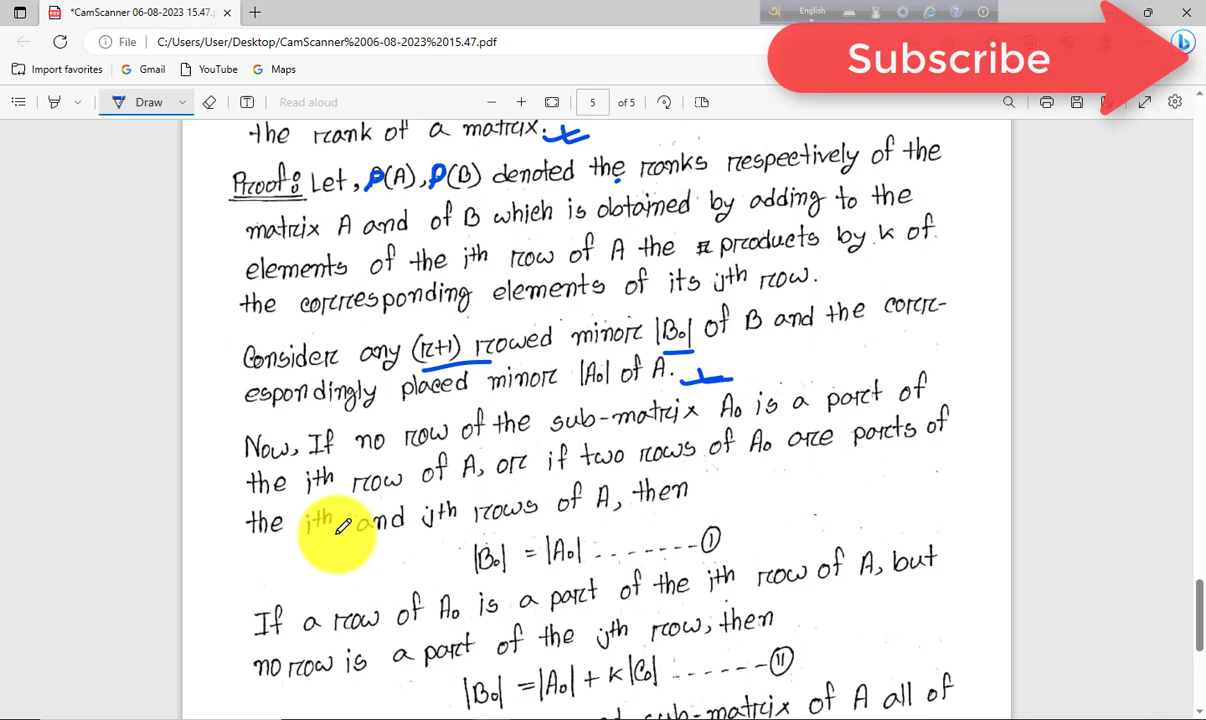 *CamScanner 06-08-2023 15.47.p
English
File
C:/Users/User/Desktop/CamScanner%2006-08-2023%2015.47.pdf
Subscribe
Import favorites
Gmail
YouTube
Maps
Draw
Read aloud
5 of 5
the rank of a matrix.
Proof: Let, ρ(A), ρ(B) denoted the ranks respectively of the
matrix A and of B which is obtained by adding to the
elements of the ith row of A the products by k of
the corresponding elements of its jth row.
Consider any (r+1) rowed minor |B₀| of B and the corr-
espondingly placed minor |A₀| of A.
Now, If no row of the sub-matrix A₀ is a part of
the ith row of A, or if two rows of A₀ are parts of
the ith and jth rows of A, then
|B₀| = |A₀| ........ I
If a row of A₀ is a part of the ith row of A, but
no row is a part of the jth row, then
|B₀| = |A₀| + K|C₀| ....... II
sub-matrix of A all of